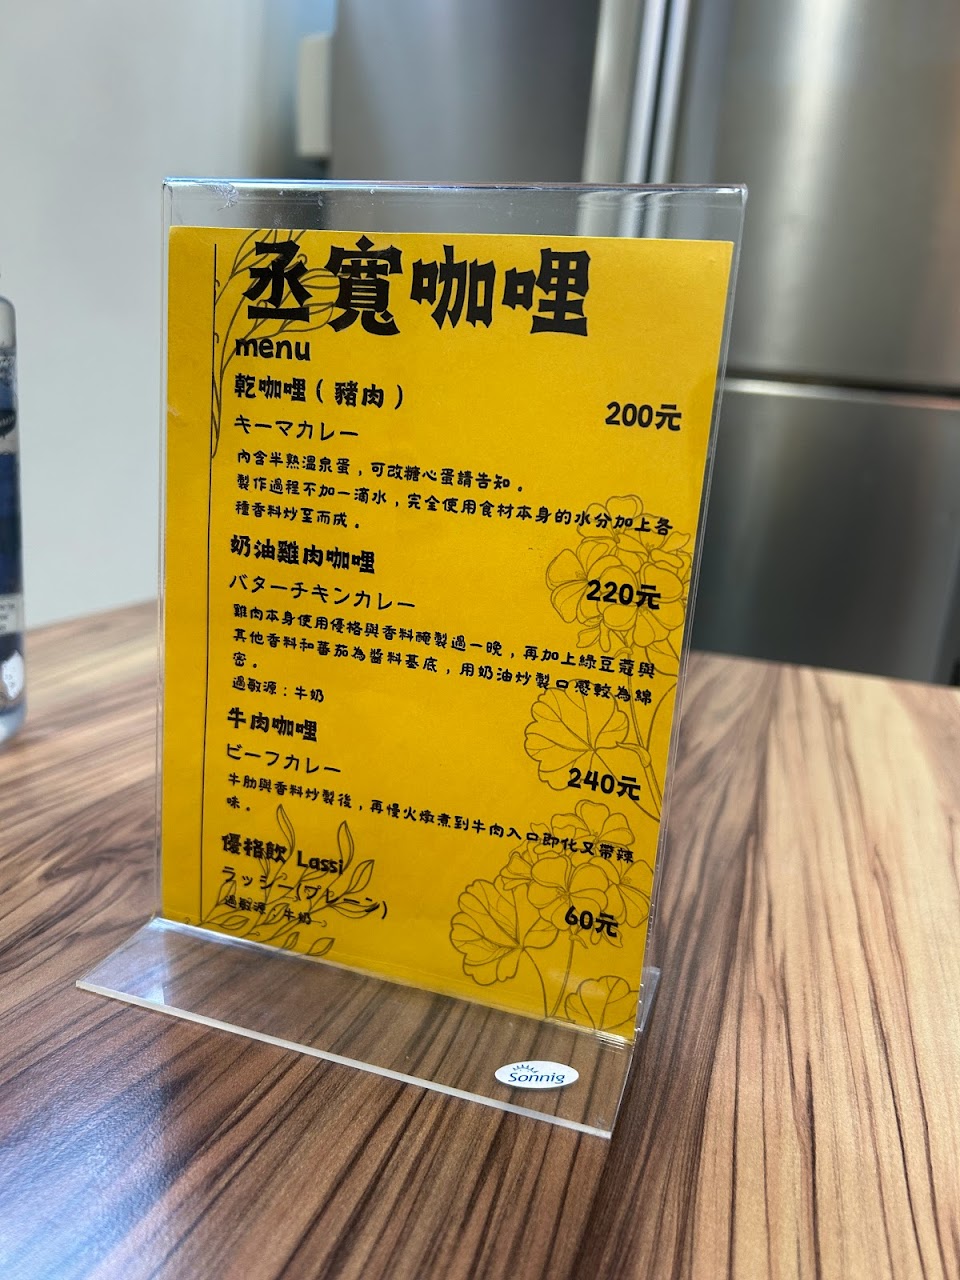 丞寬咖哩
menu
乾咖哩（豬肉）
200元
キーマカレー
內含半熟溫泉蛋，可改糖心蛋請告知。
製作過程不加一滴水，完全使用食材本身的水分加上各
種香料炒至而成。
奶油雞肉咖哩
220元
バターチキンカレー
雞肉本身使用優格與香料醃製過一晚，再加上綠豆蔻與
其他香料和蕃茄為醬料基底，用奶油炒製口感較為綿
密。
過敏源：牛奶
牛肉咖哩
240元
ビーフカレー
牛肋與香料炒製後，再慢火燉煮到牛肉入口即化又帶辣
味。
優格飲 Lassi
60元
ラッシー(プレーン)
過敏源：牛奶
Sonnig